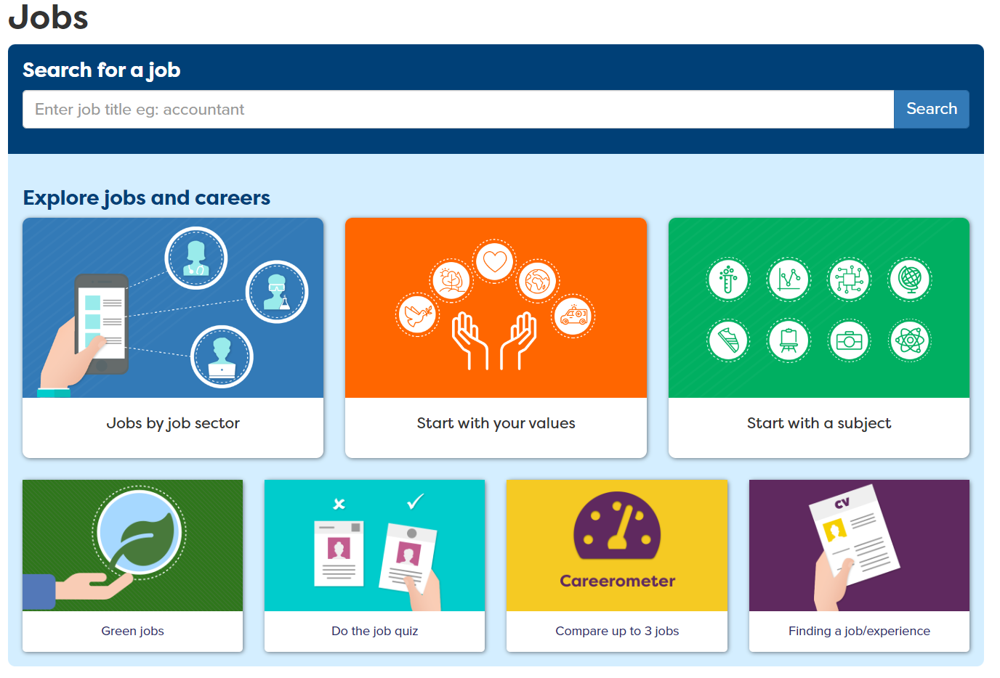 Jobs
Search for a job
Enter job title eg: accountant
Search
Explore jobs and careers
Jobs by job sector
Start with your values
Start with a subject
Careerometer
CV
Green jobs
Do the job quiz
Compare up to 3 jobs
Finding a job/experience